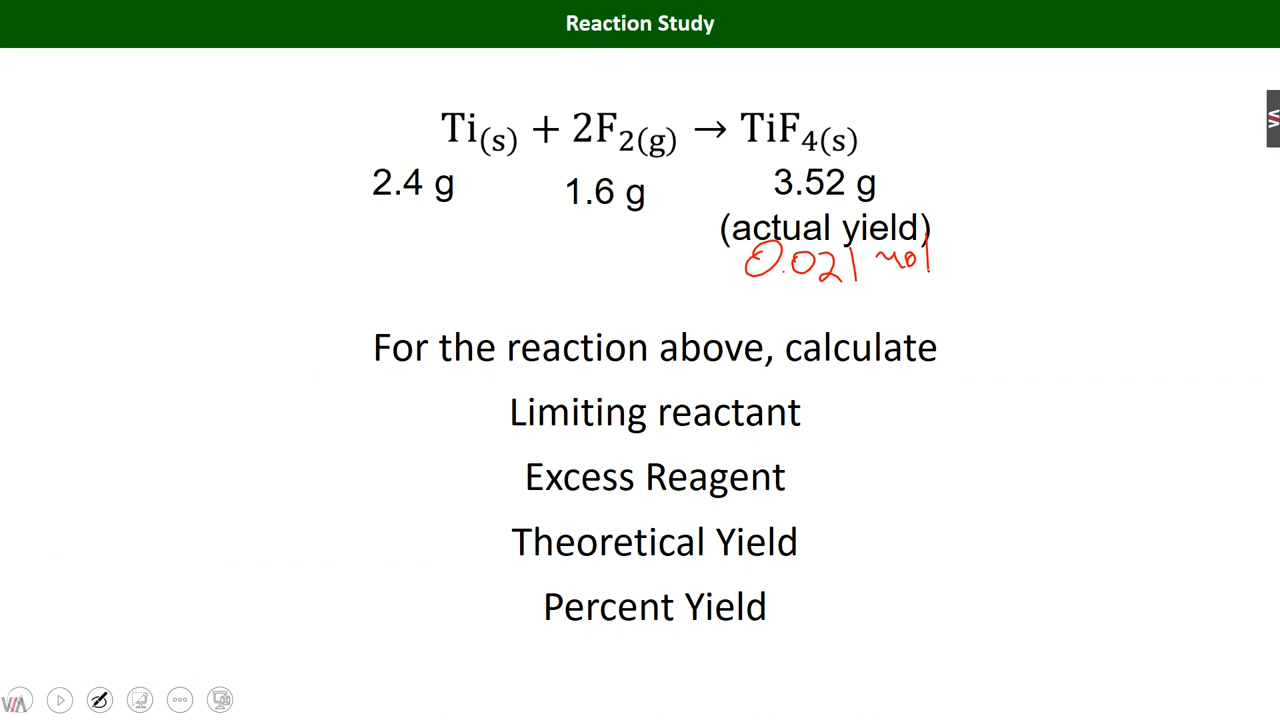 Reaction Study
Ti(s) + 2F2(g) → TiF4(s)
2.4 g 1.6 g 3.52 g
(actual yield)
0.021 mol
For the reaction above, calculate
Limiting reactant
Excess Reagent
Theoretical Yield
Percent Yield
VIA